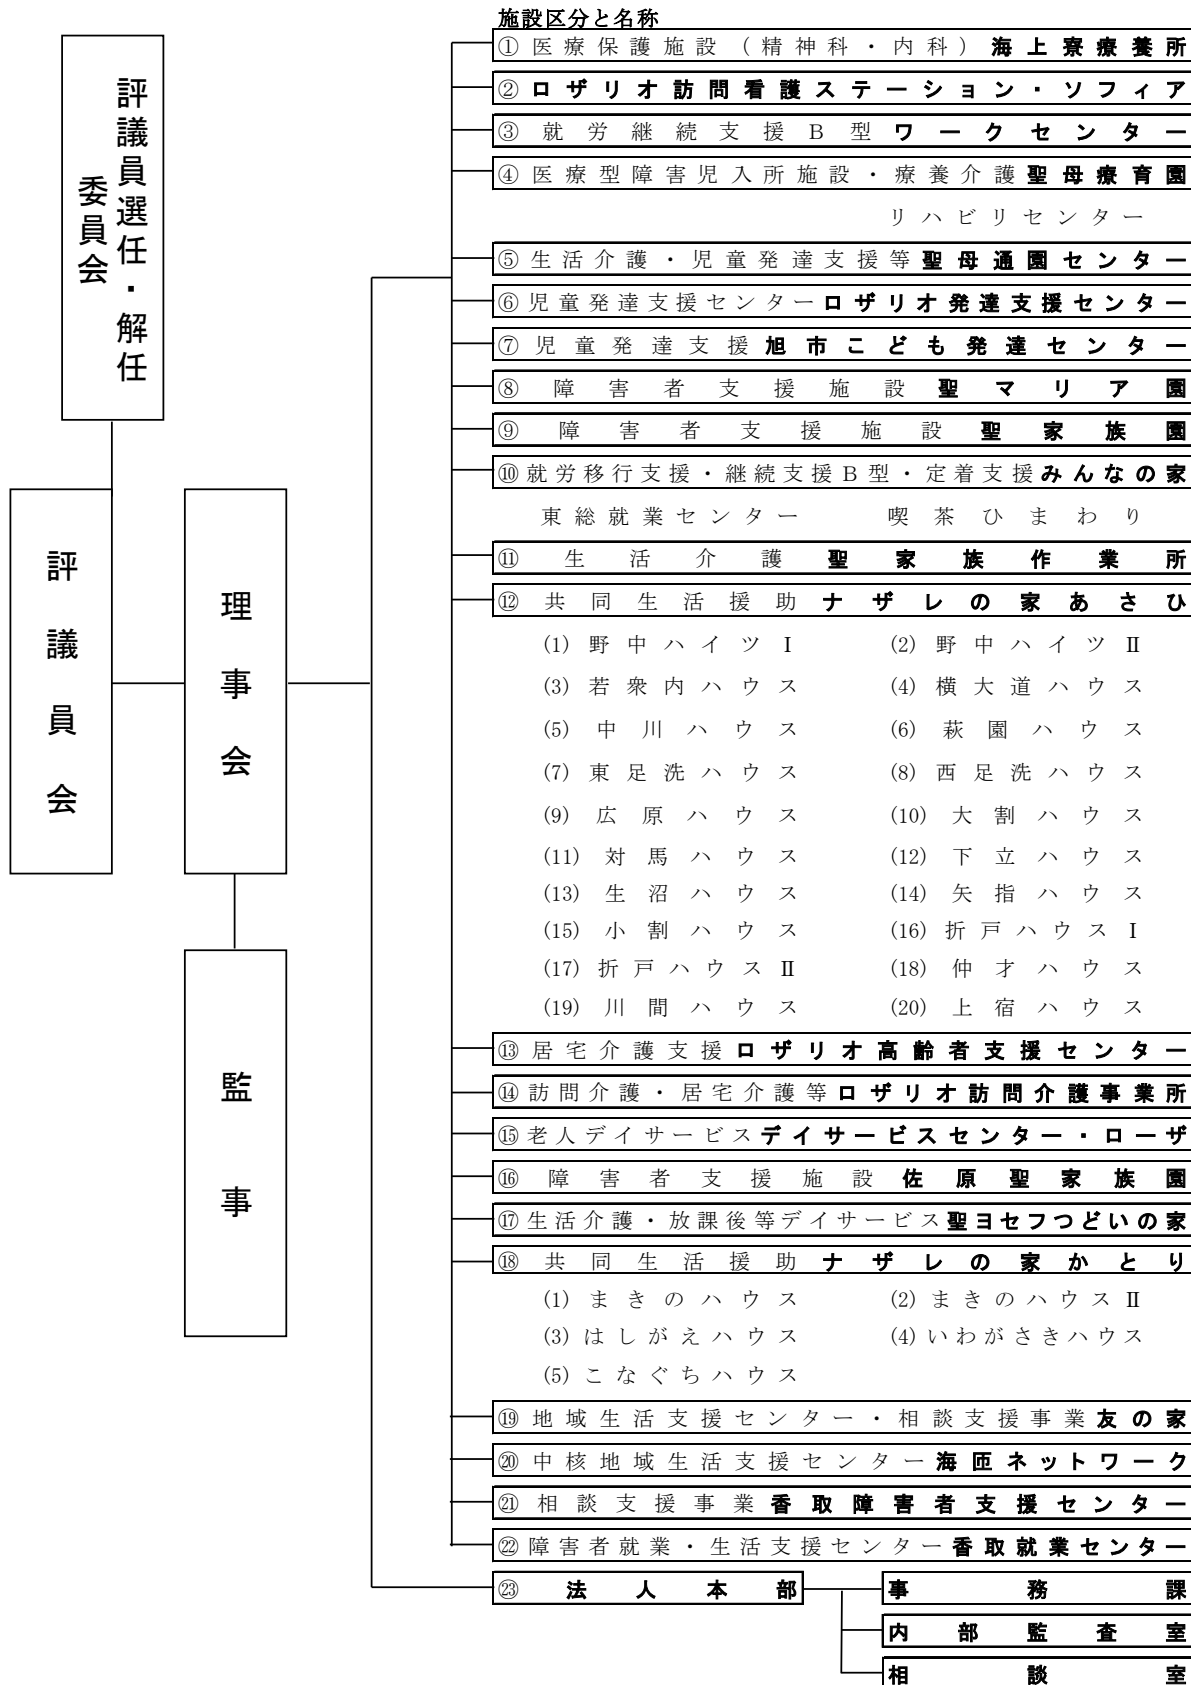 施設区分と名称
評議員選任・解任
委員会
評議員会
理事会
監事
①医療保護施設(精神科・内科)海上寮療養所
②ロザリオ訪問看護ステーション・ソフィア
③就労継続支援B型ワークセンター
④医療型障害児入所施設・療養介護聖母療育園
リハビリセンター
⑤生活介護・児童発達支援等聖母通園センター
⑥児童発達支援センターロザリオ発達支援センター
⑦児童発達支援旭市こども発達センター
⑧障害者支援施設聖マリア園
⑨障害者支援施設聖家族園
⑩就労移行支援・継続支援B型・定着支援みんなの家
東総就業センター 喫茶ひまわり
⑪生活介護聖家族作業所
⑫共同生活援助ナザレの家あさひ
(1)野中ハイツⅠ (2)野中ハイツⅡ
(3)若衆内ハウス (4)横大道ハウス
(5)中川ハウス (6)萩園ハウス
(7)東足洗ハウス (8)西足洗ハウス
(9)広原ハウス (10)大割ハウス
(11)対馬ハウス (12)下立ハウス
(13)生沼ハウス (14)矢指ハウス
(15)小割ハウス (16)折戸ハウスⅠ
(17)折戸ハウスⅡ (18)仲才ハウス
(19)川間ハウス (20)上宿ハウス
⑬居宅介護支援ロザリオ高齢者支援センター
⑭訪問介護・居宅介護等ロザリオ訪問介護事業所
⑮老人デイサービスデイサービスセンター・ローザ
⑯障害者支援施設佐原聖家族園
⑰生活介護・放課後等デイサービス聖ヨセフつどいの家
⑱共同生活援助ナザレの家かとり
(1)まきのハウス (2)まきのハウスⅡ
(3)はしがえハウス (4)いわがさきハウス
(5)こなぐちハウス
⑲地域生活支援センター・相談支援事業友の家
⑳中核地域生活支援センター海匝ネットワーク
㉑相談支援事業香取障害者支援センター
㉒障害者就業・生活支援センター香取就業センター
㉓法人本部 事務課
内部監査室
相談室